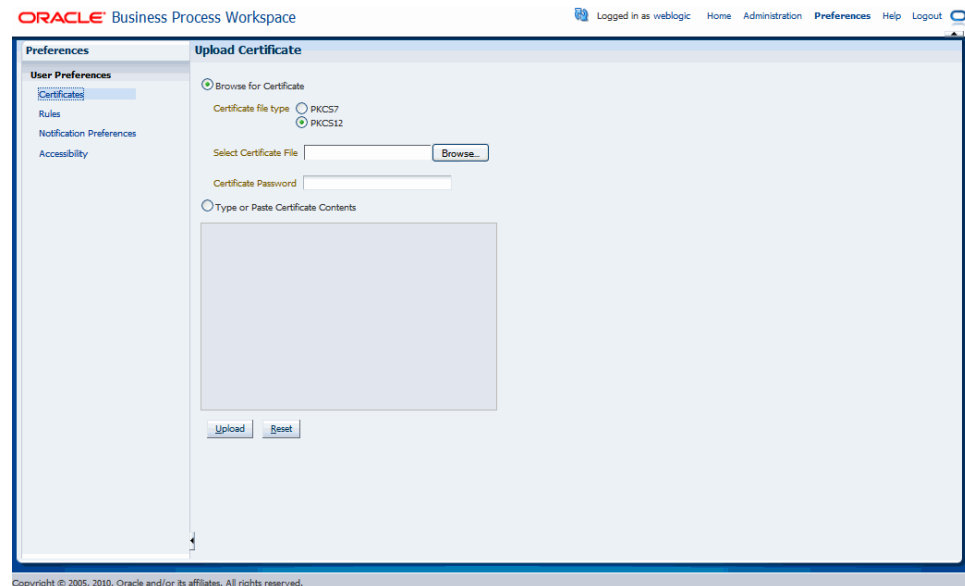 ORACLE Business Process Workspace
Logged in as weblogic Home Administration Preferences Help Logout
Preferences
User Preferences
Certificates
Rules
Notification Preferences
Accessibility
Upload Certificate
Browse for Certificate
Certificate file type PKCS7
PKCS12
Select Certificate File Browse...
Certificate Password
Type or Paste Certificate Contents
Upload Reset
Copyright © 2005, 2010, Oracle and/or its affiliates. All rights reserved.